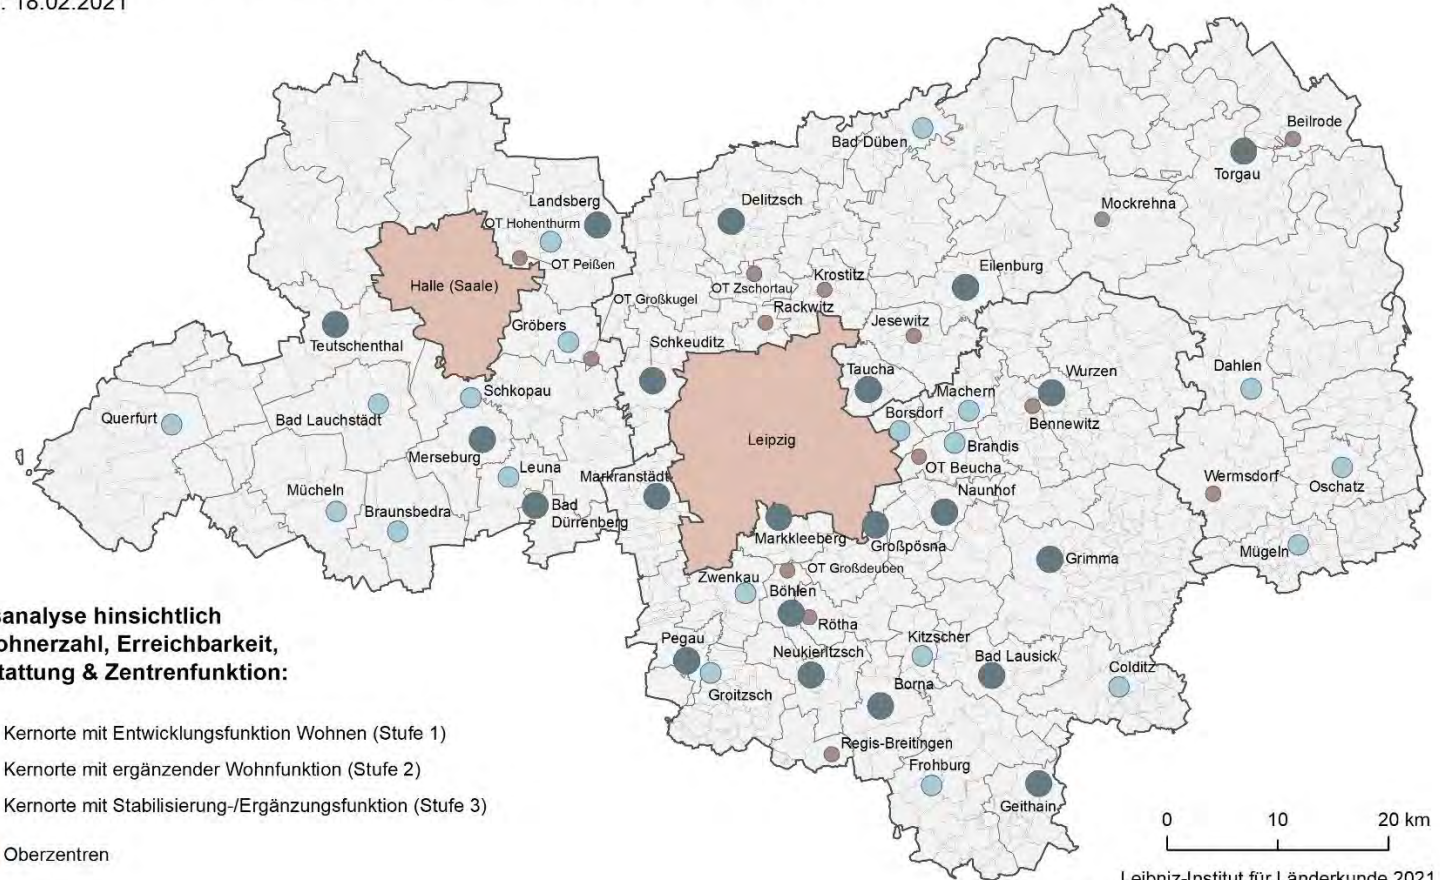 18.02.2021
Beilrode
Bad Düben
Torgau
Landsberg
Delitzsch
Mockrehna
OT Hohenthurm
OT Peißen
Eilenburg
Krostitz
Halle (Saale)
OT Zschortau
OT Großkugel
Rackwitz
Gröbers
Jesewitz
Teutschenthal
Schkeuditz
Dahlen
Taucha
Wurzen
Schkopau
Machern
Querfurt
Bad Lauchstädt
Borsdorf
Bennewitz
Leipzig
Brandis
Merseburg
Leuna
OT Beucha
Markranstädt
Wermsdorf
Oschatz
Mücheln
Naunhof
Braunsbedra
Bad
Dürrenberg
Markkleeberg
Großpösna
Mügeln
Grimma
OT Großdeuben
Zwenkau
Böhlen
Rötha
Kitzscher
Pegau
Neukieritzsch
Bad Lausick
Colditz
Groitzsch
Borna
Regis-Breitingen
Frohburg
Geithain
analyse hinsichtlich
ohnerzahl, Erreichbarkeit,
tattung & Zentrenfunktion:
Kernorte mit Entwicklungsfunktion Wohnen (Stufe 1)
Kernorte mit ergänzender Wohnfunktion (Stufe 2)
Kernorte mit Stabilisierung-/Ergänzungsfunktion (Stufe 3)
Oberzentren
0 10 20 km
Leibniz-Institut für Länderkunde 2021